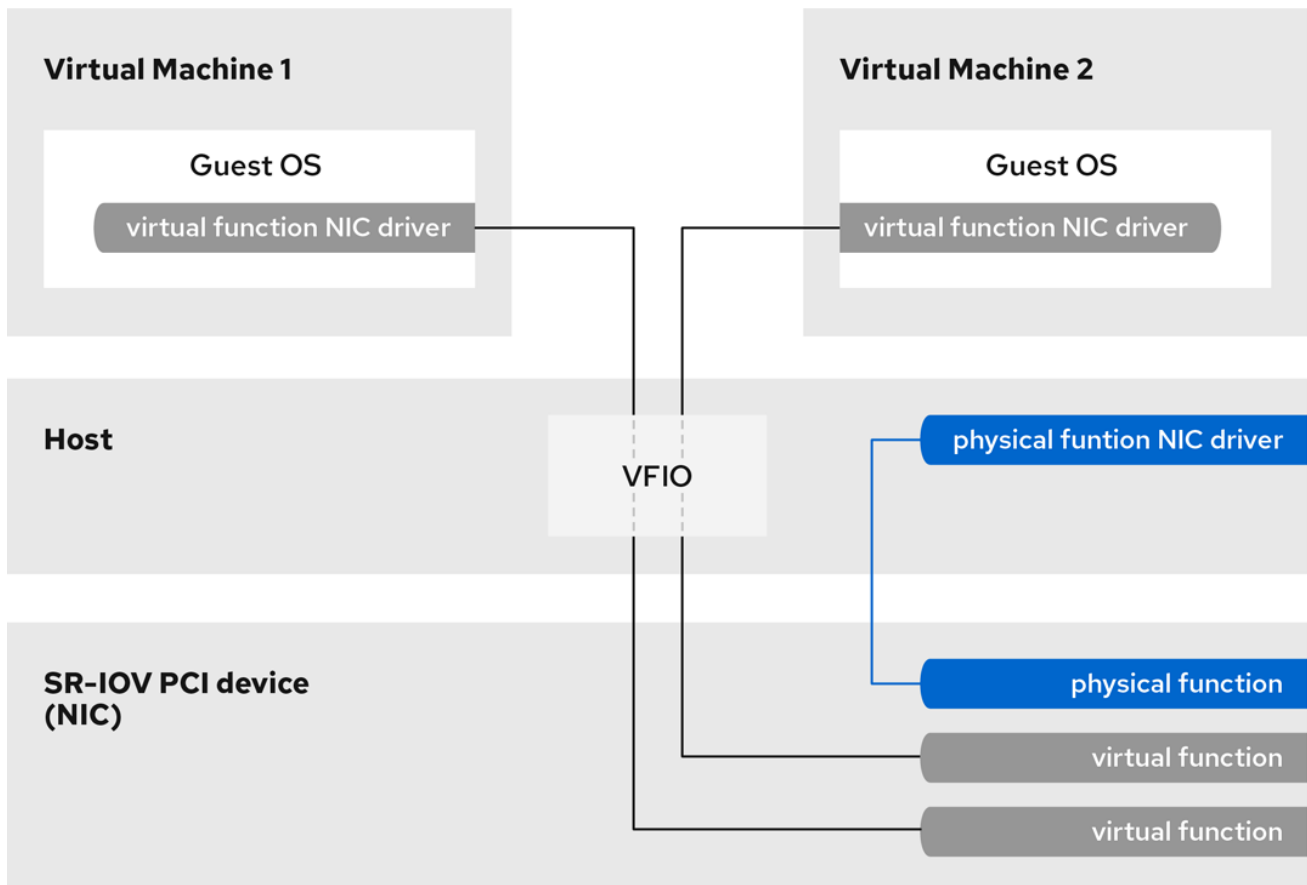 Virtual Machine 1
Guest OS
virtual function NIC driver
Virtual Machine 2
Guest OS
virtual function NIC driver
Host
VFIO
physical funtion NIC driver
SR-IOV PCI device
(NIC)
physical function
virtual function
virtual function